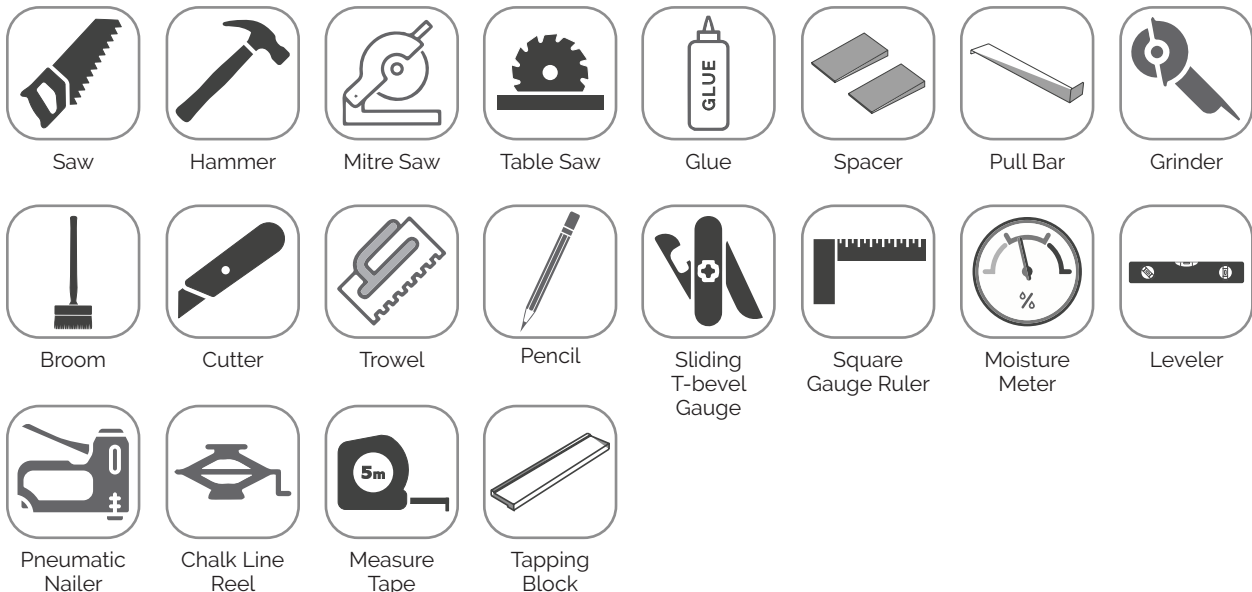 GLUE
Saw
Hammer
Mitre Saw
Table Saw
Glue
Spacer
Pull Bar
Grinder
%
Broom
Cutter
Trowel
Pencil
Sliding
T-bevel
Gauge
Square
Gauge Ruler
Moisture
Meter
Leveler
5m
Pneumatic
Nailer
Chalk Line
Reel
Measure
Tape
Tapping
Block